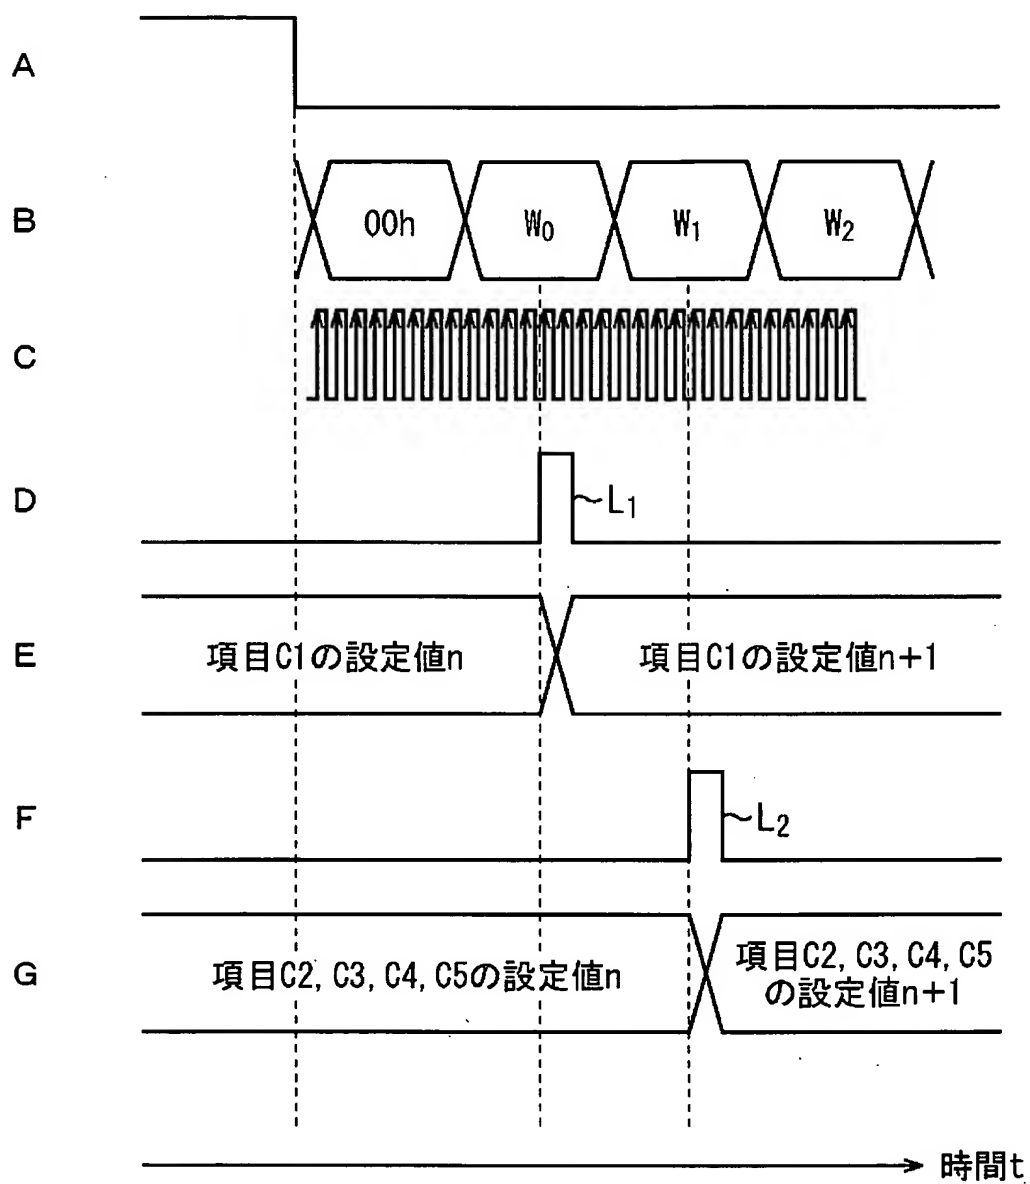 A
B
00h
W0
W1
W2
C
D
L1
E
項目C1の設定値n
項目C1の設定値n+1
F
L2
G
項目C2, C3, C4, C5の設定値n
項目C2, C3, C4, C5
の設定値n+1
時間t